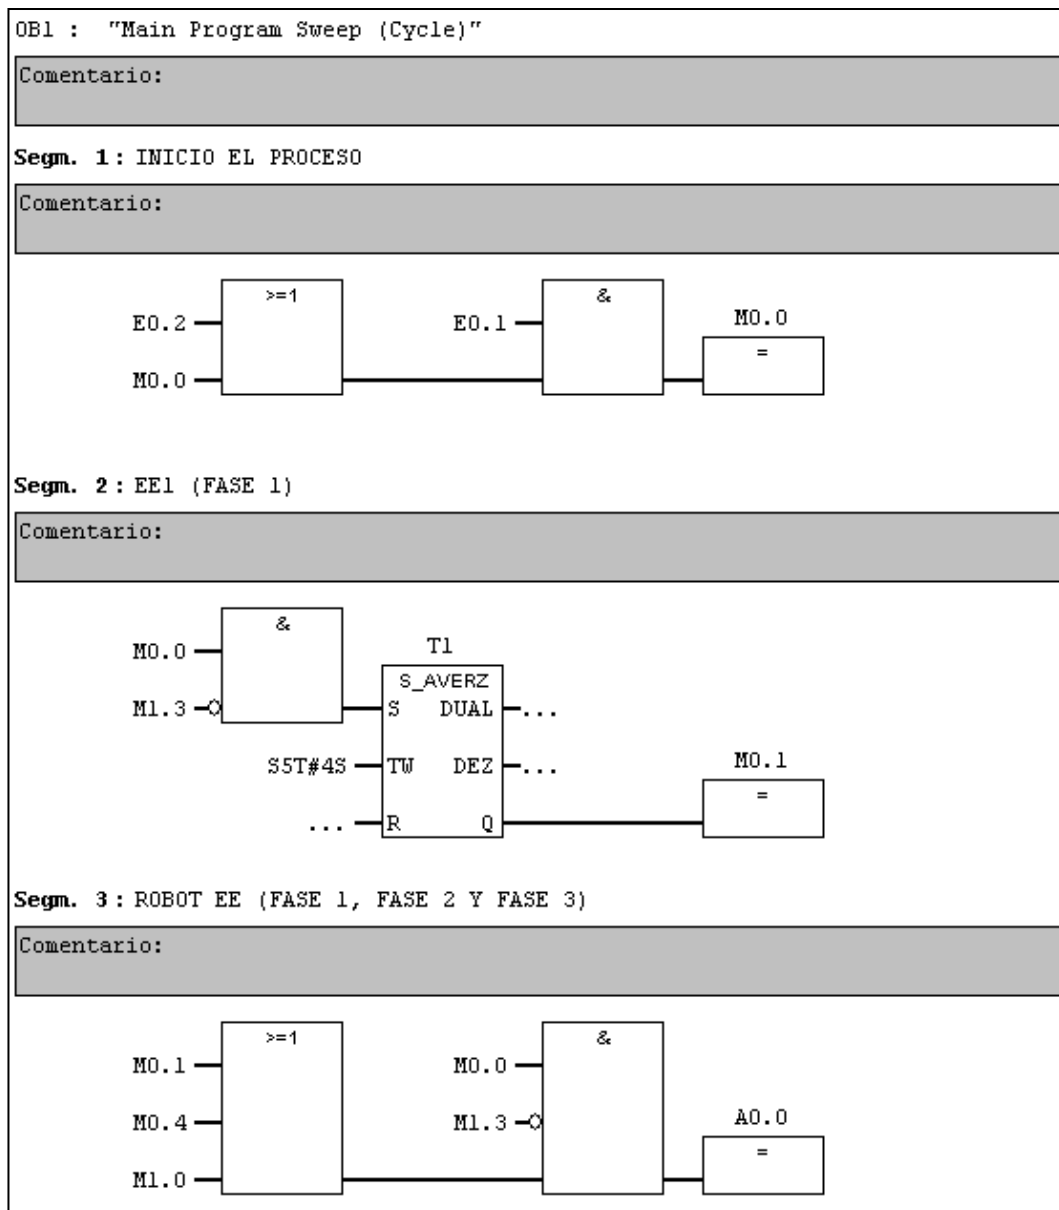 OB1 : "Main Program Sweep (Cycle)"
Comentario:
Segm. 1: INICIO EL PROCESO
Comentario:
>=1 &
E0.2 E0.1 M0.0
=
M0.0
Segm. 2: EE1 (FASE 1)
Comentario:
&
M0.0 T1
S_AVERZ
M1.3 S DUAL ...
S5T#4S TW DEZ ... M0.1
=
... R Q
Segm. 3: ROBOT EE (FASE 1, FASE 2 Y FASE 3)
Comentario:
>=1 &
M0.1 M0.0
M0.4 M1.3 A0.0
=
M1.0